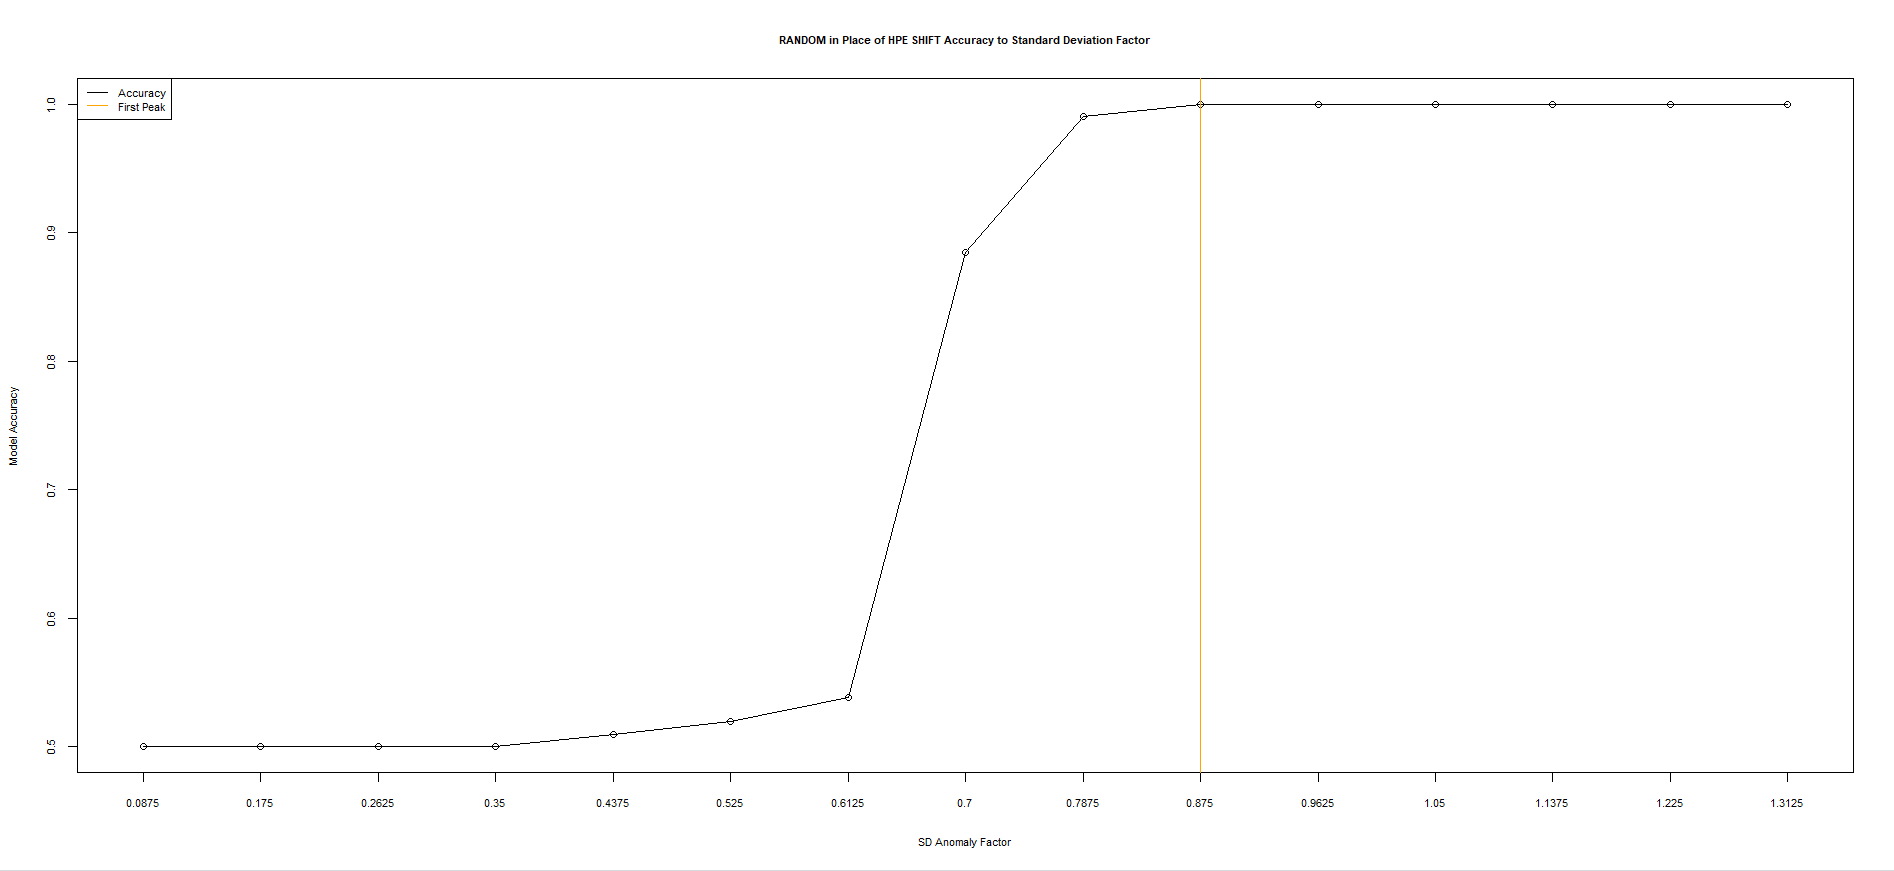 RANDOM in Place of HPE SHIFT Accuracy to Standard Deviation Factor
Accuracy
First Peak
Model Accuracy
1.0
0.9
0.8
0.7
0.6
0.5
0.0875 0.175 0.2625 0.35 0.4375 0.525 0.6125 0.7 0.7875 0.875 0.9625 1.05 1.1375 1.225 1.3125
SD Anomaly Factor